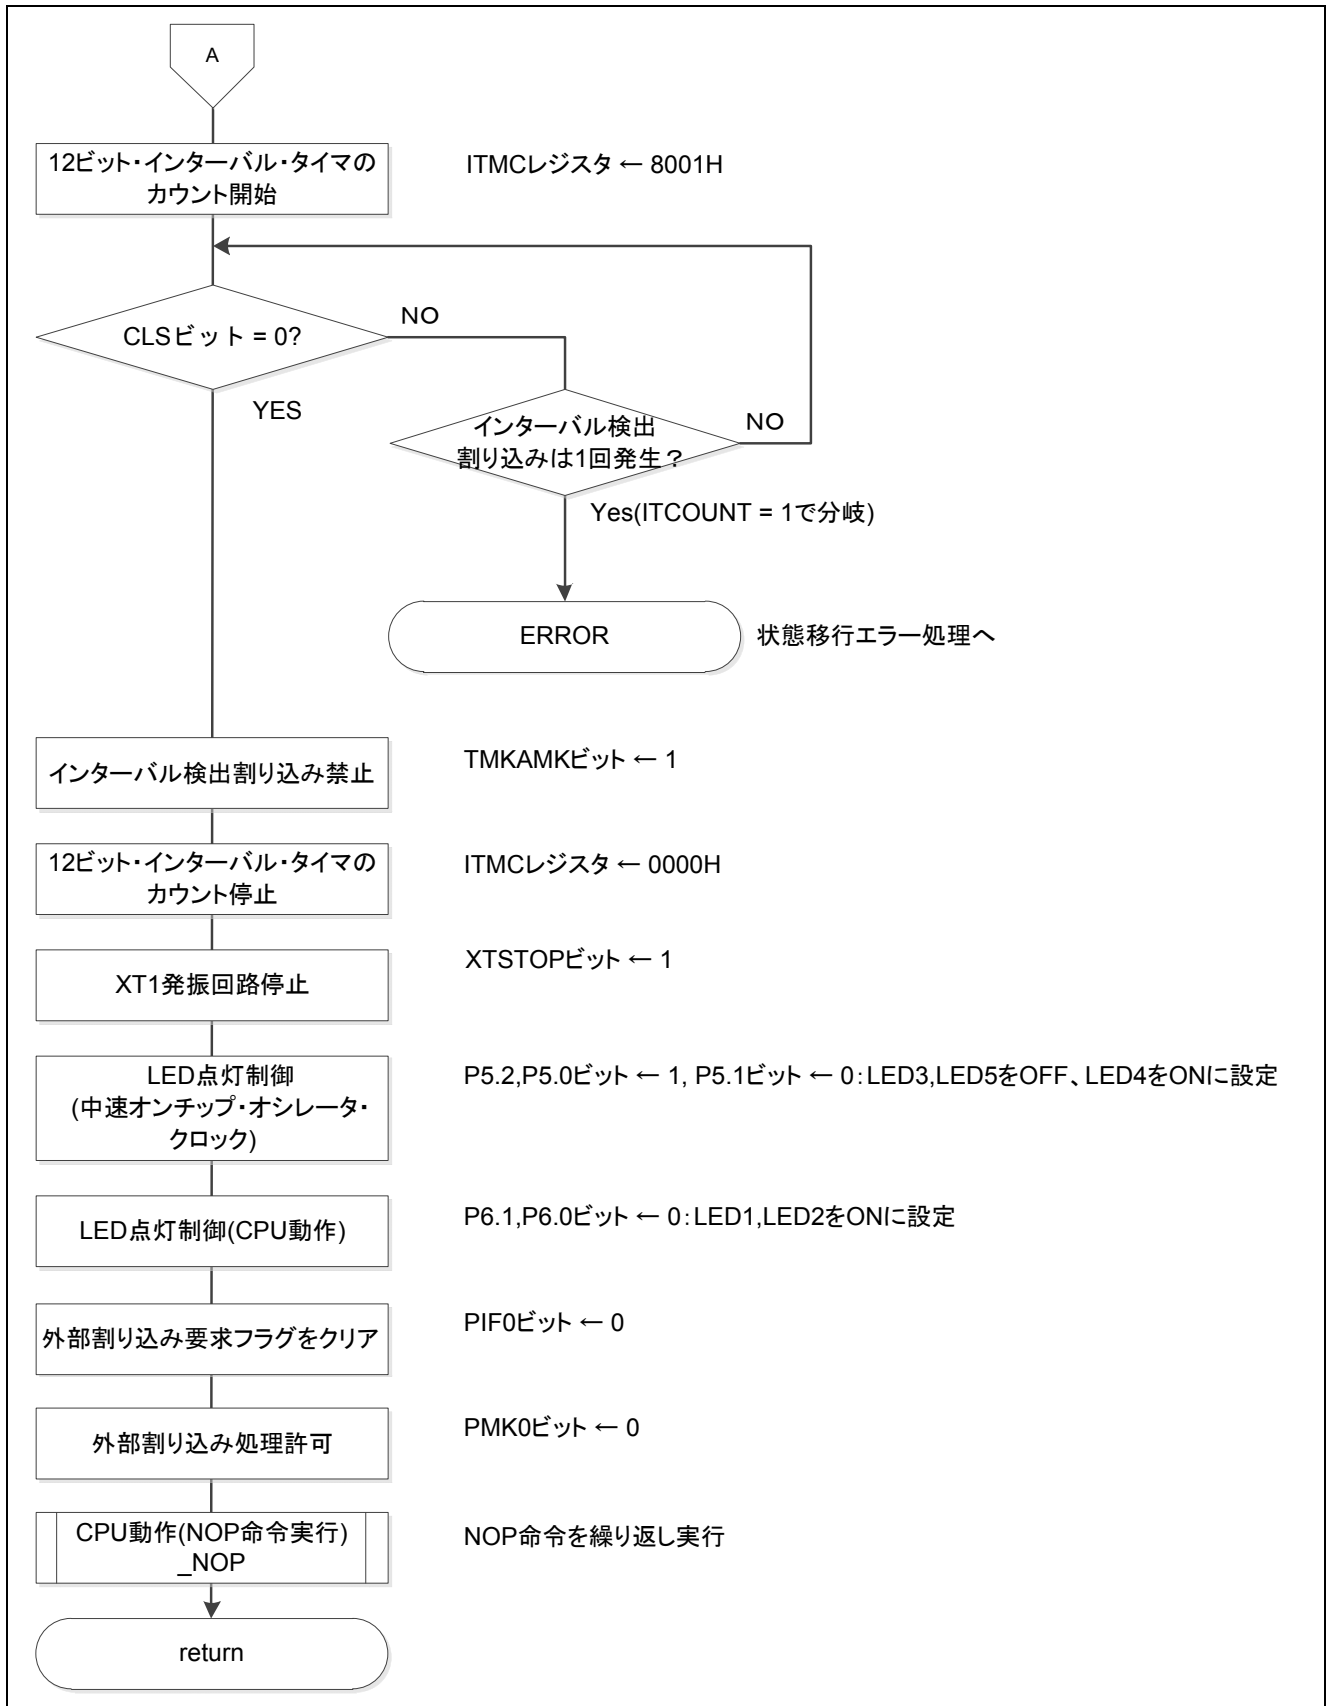 A
12ビット・インターバル・タイマの
カウント開始
ITMCレジスタ ← 8001H
CLSビット = 0?
NO
YES
インターバル検出
割り込みは1回発生？
NO
Yes(ITCOUNT = 1で分岐)
ERROR
状態移行エラー処理へ
インターバル検出割り込み禁止
TMKAMKビット ← 1
12ビット・インターバル・タイマの
カウント停止
ITMCレジスタ ← 0000H
XT1発振回路停止
XTSTOPビット ← 1
LED点灯制御
(中速オンチップ・オシレータ・
クロック)
P5.2,P5.0ビット ← 1, P5.1ビット ← 0：LED3,LED5をOFF、LED4をONに設定
LED点灯制御(CPU動作)
P6.1,P6.0ビット ← 0：LED1,LED2をONに設定
外部割り込み要求フラグをクリア
PIF0ビット ← 0
外部割り込み処理許可
PMK0ビット ← 0
CPU動作(NOP命令実行)
_NOP
NOP命令を繰り返し実行
return